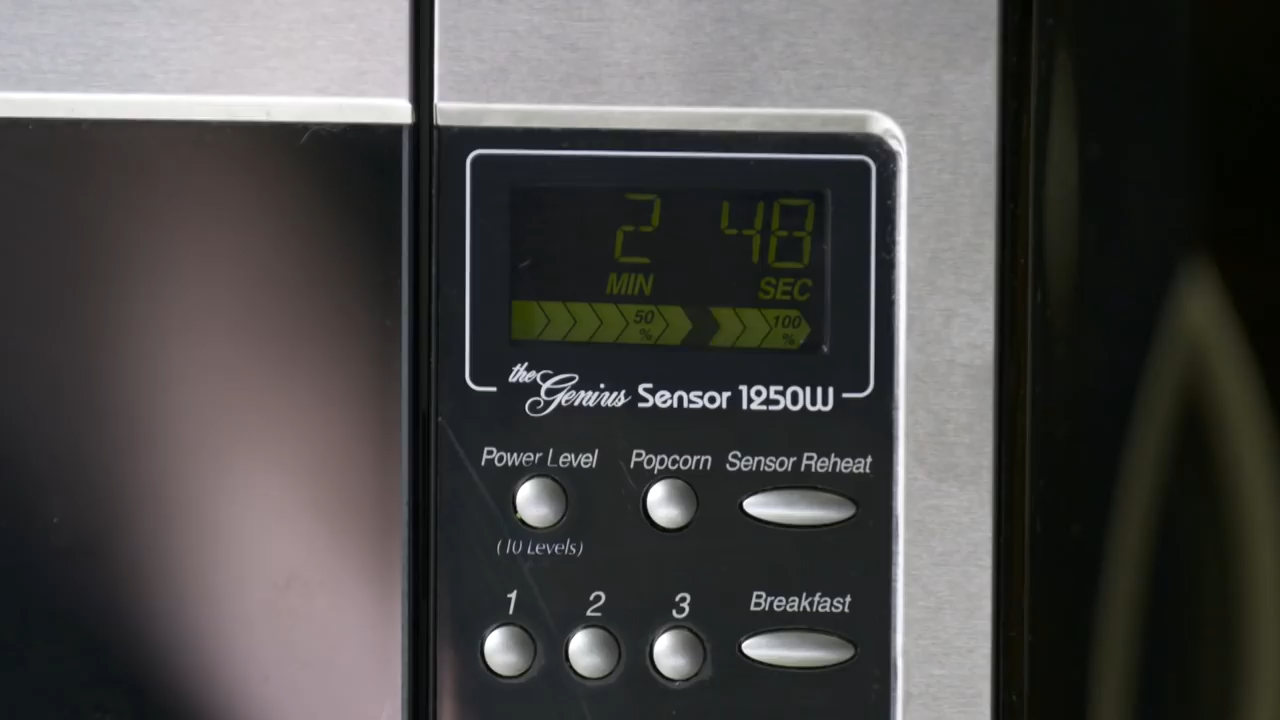 2 48
MIN SEC
50 % 100 %
the Genius Sensor 1250W
Power Level Popcorn Sensor Reheat
(10 Levels)
1 2 3 Breakfast